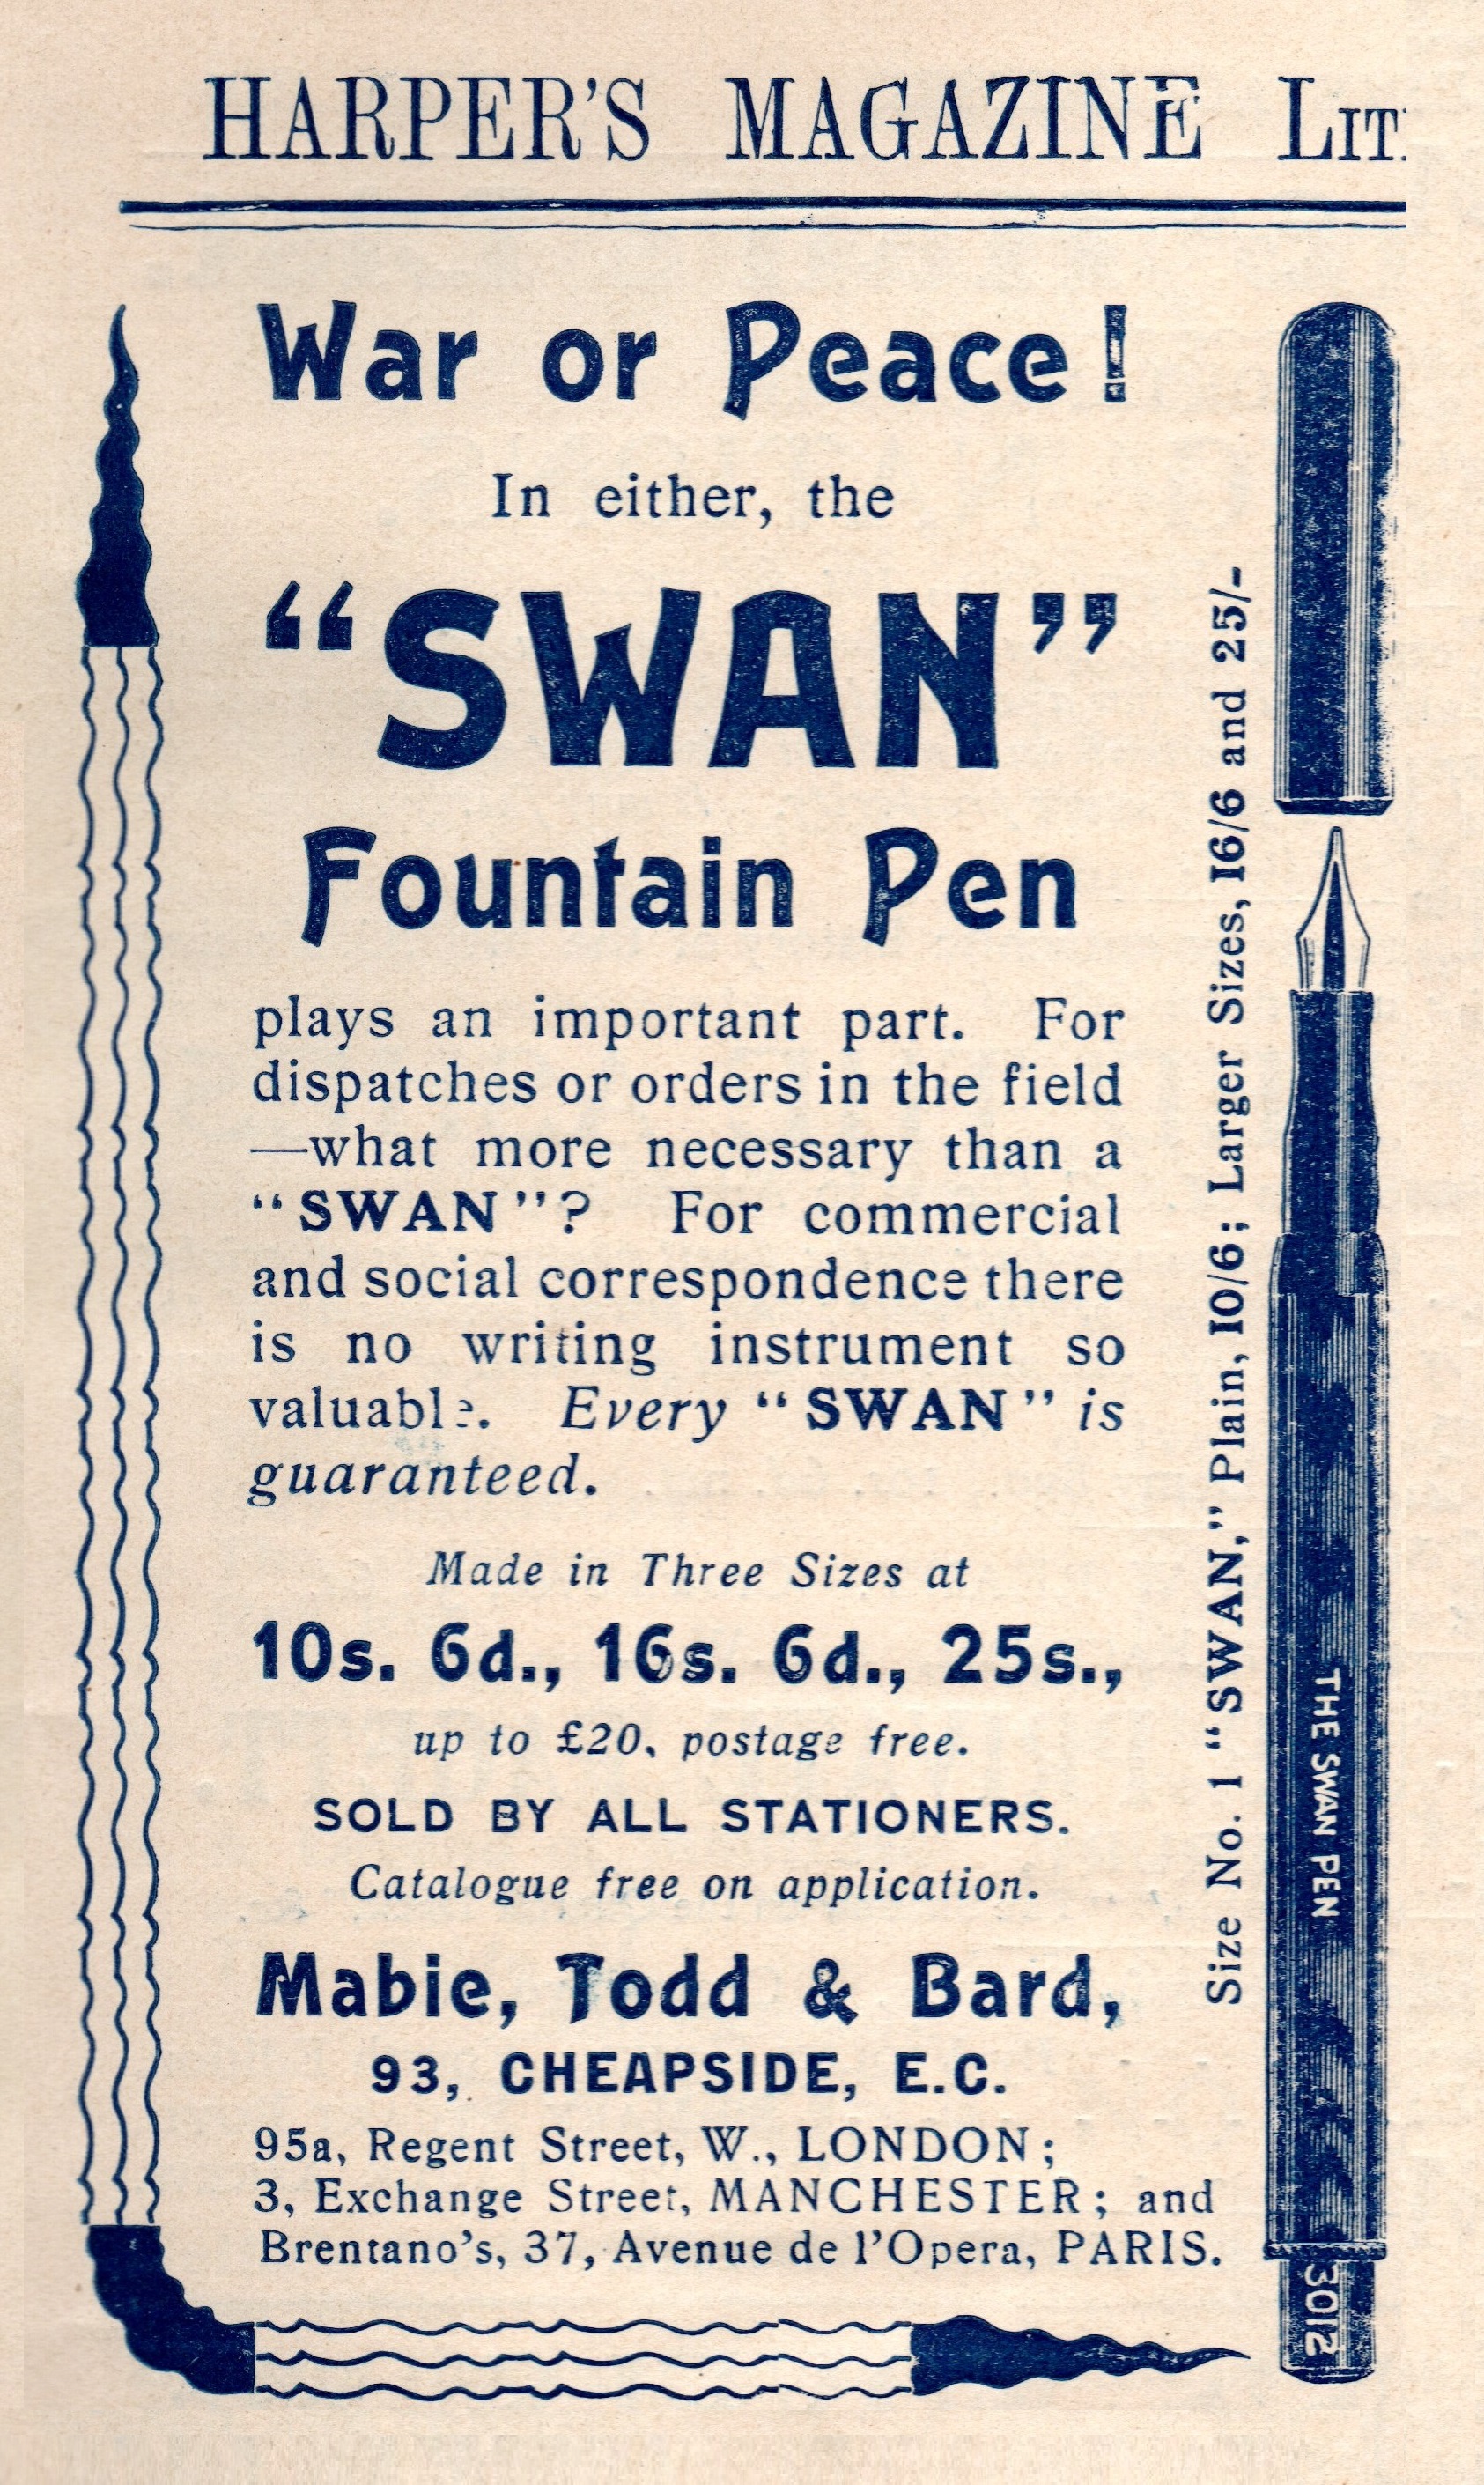 HARPER'S MAGAZINE LIT.
War or Peace!
In either, the
"SWAN"
Fountain Pen
plays an important part. For
dispatches or orders in the field
—what more necessary than a
"SWAN"? For commercial
and social correspondence there
is no writing instrument so
valuable. Every "SWAN" is
guaranteed.
Made in Three Sizes at
10s. 6d., 16s. 6d., 25s.,
up to £20, postage free.
SOLD BY ALL STATIONERS.
Catalogue free on application.
Mabie, Todd & Bard,
93, CHEAPSIDE, E.C.
95a, Regent Street, W., LONDON;
3, Exchange Street, MANCHESTER; and
Brentano's, 37, Avenue de l'Opera, PARIS.
Size No. 1 "SWAN," Plain, 10/6; Larger Sizes, 16/6 and 25/-
THE SWAN PEN
3012